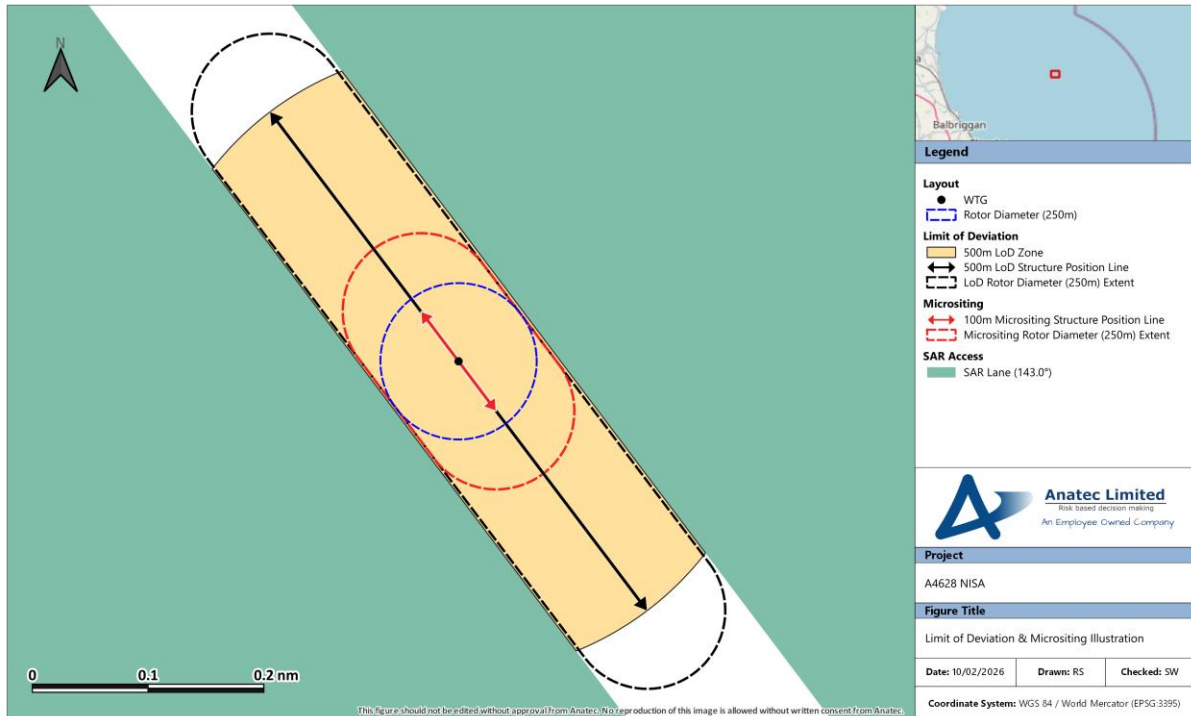 N
0 0.1 0.2 nm
This figure should not be edited without approval from Anatec. No reproduction of this image is allowed without written consent from Anatec.
Balbriggan
Legend
Layout
WTG
Rotor Diameter (250m)
Limit of Deviation
500m LoD Zone
500m LoD Structure Position Line
LoD Rotor Diameter (250m) Extent
Micrositing
100m Micrositing Structure Position Line
Micrositing Rotor Diameter (250m) Extent
SAR Access
SAR Lane (143.0°)
Anatec Limited
Risk based decision making
An Employee Owned Company
Project
A4628 NISA
Figure Title
Limit of Deviation & Micrositing Illustration
Date: 10/02/2026 Drawn: RS Checked: SW
Coordinate System: WGS 84 / World Mercator (EPSG:3395)